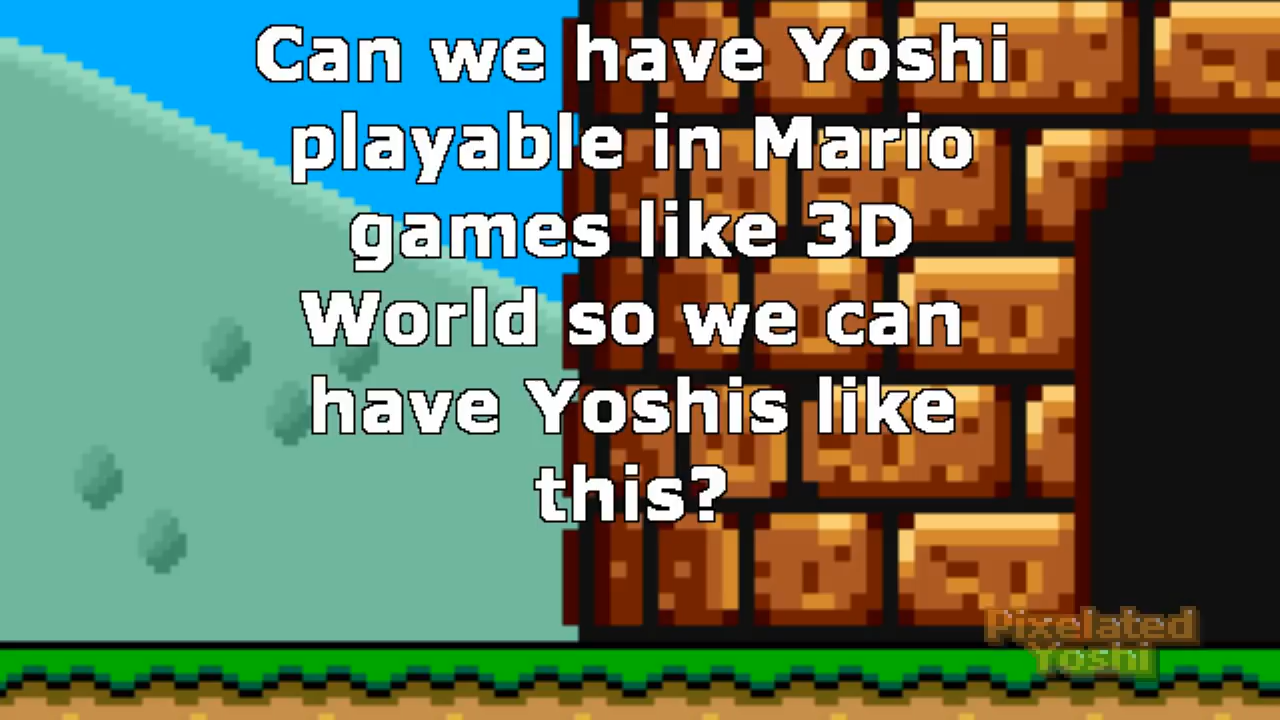 Can we have Yoshi
playable in Mario
games like 3D
World so we can
have Yoshis like
this?
Pixelated
Yoshi